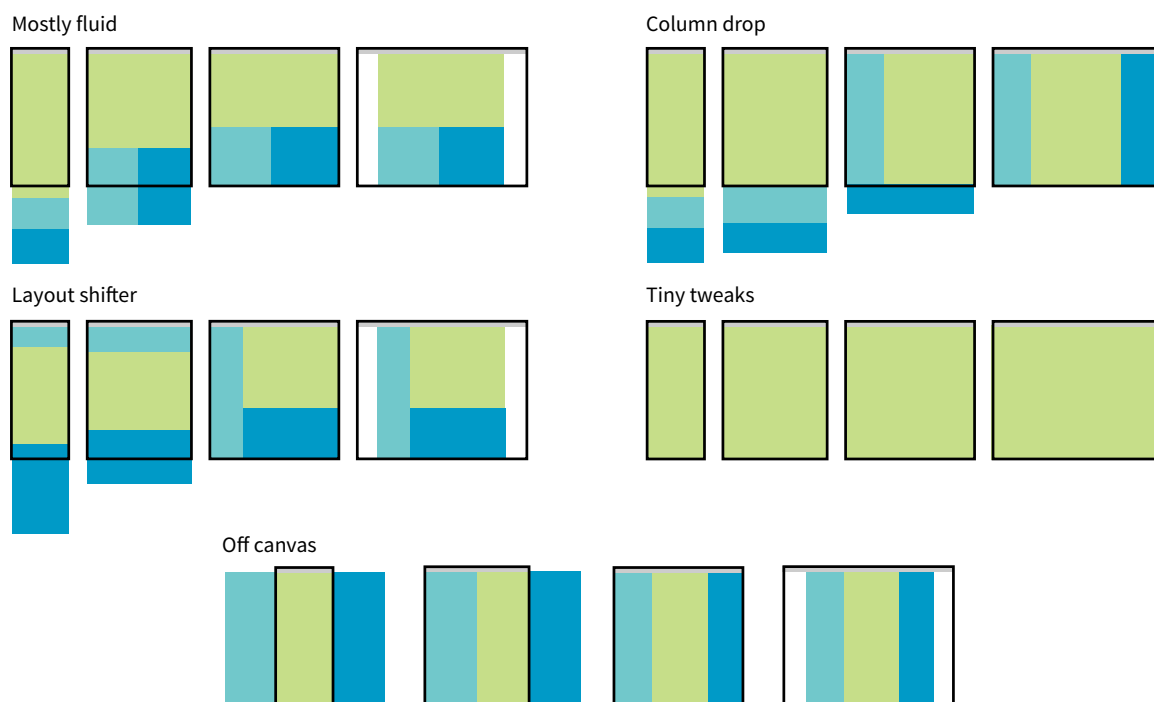 Mostly fluid
Column drop
Layout shifter
Tiny tweaks
Off canvas